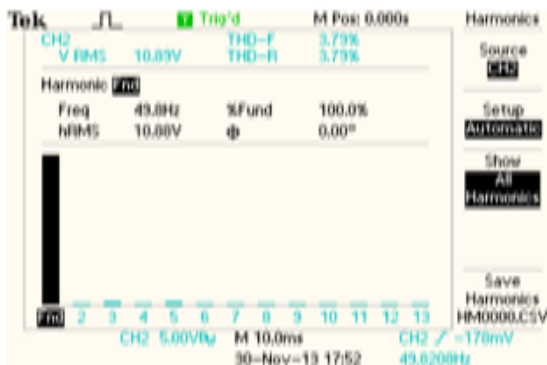 Tek Trig'd M Pos: 0.000s Harmonics
CH2 THD-F 3.79%
V RMS 10.89V THD-R 3.79%
Source
CH2
Harmonic Fnd
Freq 49.8Hz %Fund 100.0%
hRMS 10.88V ф 0.00°
Setup
Automatic
Show
All
Harmonics
Save
Harmonics
HM0000.CSV
Fnd 2 3 4 5 6 7 8 9 10 11 12 13
CH2 5.00VBw M 10.0ms CH2 -178mV
30-Nov-13 17:52 49.8208Hz